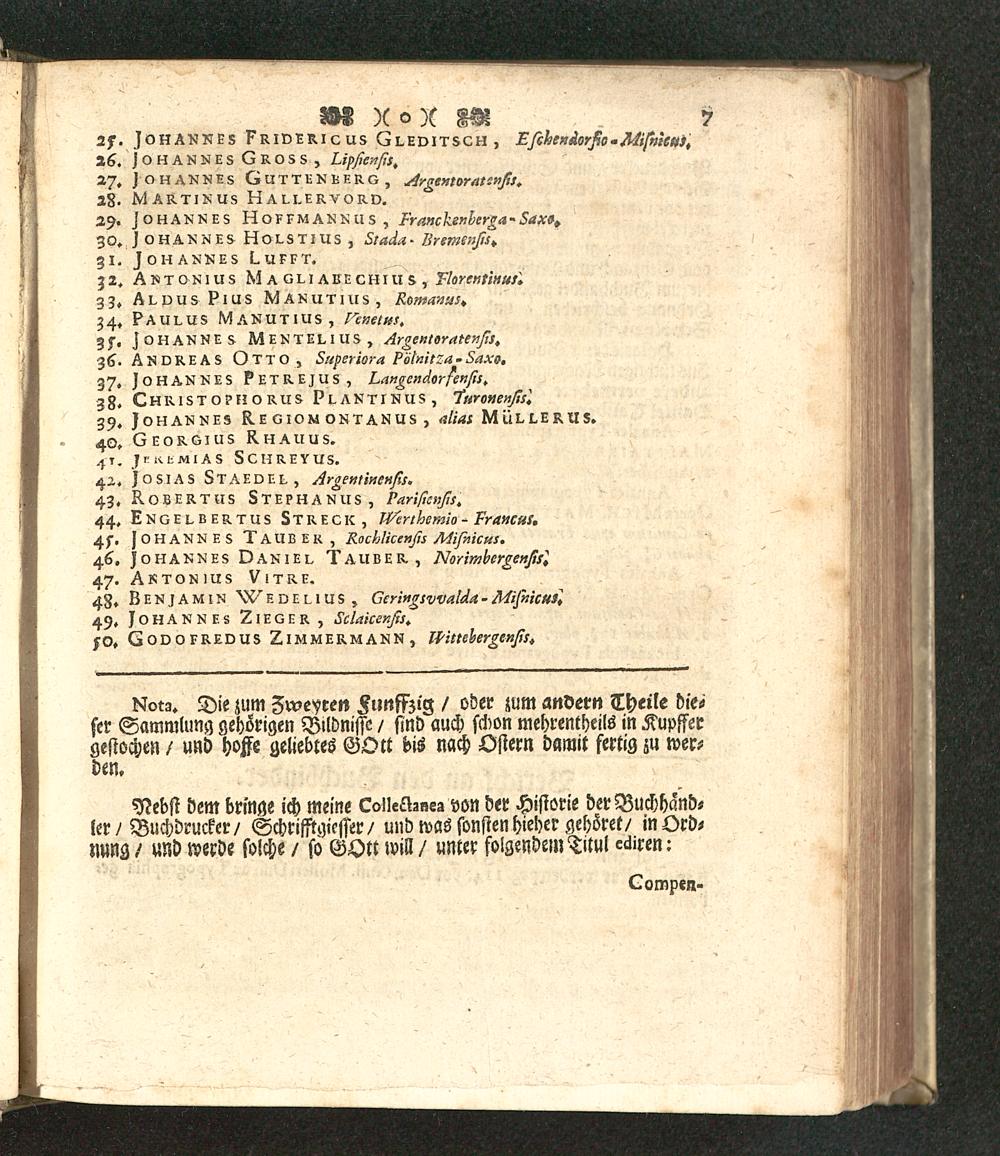 )( o )( 7
25. JOHANNES FRIDERICUS GLEDITSCH, Eſchendorfio-Miſnicus.
26. JOHANNES GROSS, Lipſienſis.
27. JOHANNES GUTTENBERG, Argentoratenſis.
28. MARTINUS HALLERVORD.
29. JOHANNES HOFFMANNUS, Franckenberga-Saxo.
30. JOHANNES HOLSTIUS, Stada-Bremenſis.
31. JOHANNES LUFFT.
32. ANTONIUS MAGLIABECHIUS, Florentinus.
33. ALDUS PIUS MANUTIUS, Romanus.
34. PAULUS MANUTIUS, Venetus.
35. JOHANNES MENTELIUS, Argentoratenſis.
36. ANDREAS OTTO, Superiora Pölnitza-Saxo.
37. JOHANNES PETREJUS, Langendorfenſis.
38. CHRISTOPHORUS PLANTINUS, Turonenſis.
39. JOHANNES REGIOMONTANUS, alias MÜLLERUS.
40. GEORGIUS RHAUUS.
41. JEREMIAS SCHREYUS.
42. JOSIAS STAEDEL, Argentinenſis.
43. ROBERTUS STEPHANUS, Pariſienſis.
44. ENGELBERTUS STRECK, Werthemio-Francus.
45. JOHANNES TAUBER, Rochlicenſis Miſnicus.
46. JOHANNES DANIEL TAUBER, Norimbergenſis.
47. ANTONIUS VITRE.
48. BENJAMIN WEDELIUS, Geringsvvalda-Miſnicus.
49. JOHANNES ZIEGER, Sclaicenſis.
50. GODOFREDUS ZIMMERMANN, Wittebergenſis.
Nota. Die zum Zweyten Funffzig / oder zum andern Theile die-
ſer Sammlung gehörigen Bildniſſe / ſind auch ſchon mehrentheils in Kupffer
geſtochen / und hoffe geliebtes GOtt bis nach Oſtern damit fertig zu wer-
den.
Nebſt dem bringe ich meine Collectanea von der Hiſtorie der Buchhänd-
ler / Buchdrucker / Schrifftgieſſer / und was ſonſten hieher gehöret / in Ord-
nung / und werde ſolche / ſo GOtt will / unter folgendem Titul ediren:
Compen-